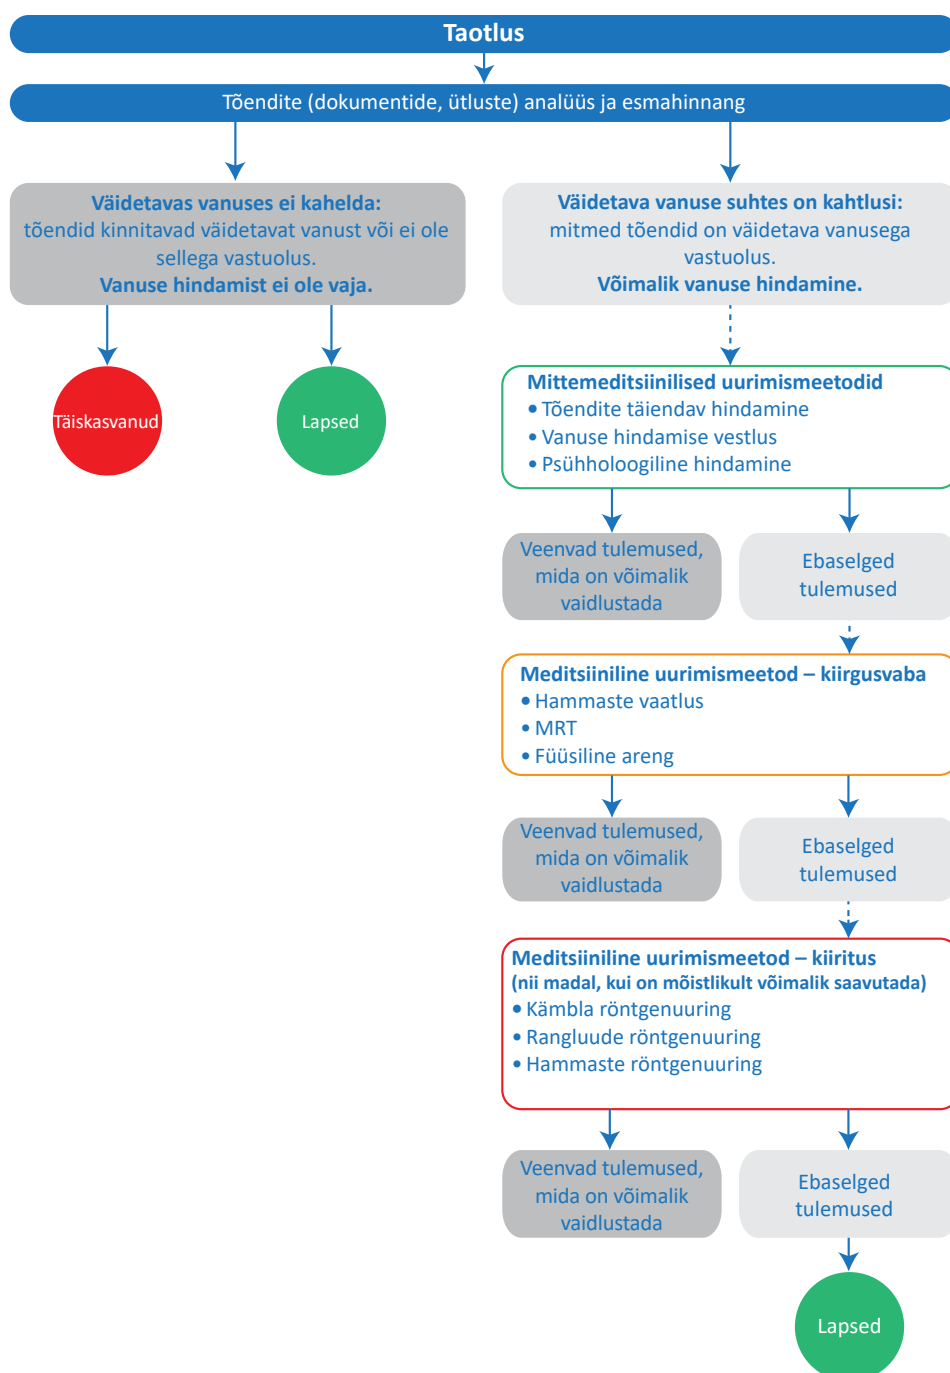 Taotlus
Tõendite (dokumentide, ütluste) analüüs ja esmahinnang
Väidetavas vanuses ei kahelda:
tõendid kinnitavad väidetavat vanust või ei ole
sellega vastuolus.
Vanuse hindamist ei ole vaja.
Väidetava vanuse suhtes on kahtlusi:
mitmed tõendid on väidetava vanusega
vastuolus.
Võimalik vanuse hindamine.
Täiskasvanud
Lapsed
Mittemeditsiinilised uurimismeetodid
• Tõendite täiendav hindamine
• Vanuse hindamise vestlus
• Psühholoogiline hindamine
Veenvad tulemused,
mida on võimalik
vaidlustada
Ebaselged
tulemused
Meditsiiniline uurimismeetod – kiirgusvaba
• Hammaste vaatlus
• MRT
• Füüsiline areng
Veenvad tulemused,
mida on võimalik
vaidlustada
Ebaselged
tulemused
Meditsiiniline uurimismeetod – kiiritus
(nii madal, kui on mõistlikult võimalik saavutada)
• Kämbla röntgenuuring
• Rangluude röntgenuuring
• Hammaste röntgenuuring
Veenvad tulemused,
mida on võimalik
vaidlustada
Ebaselged
tulemused
Lapsed